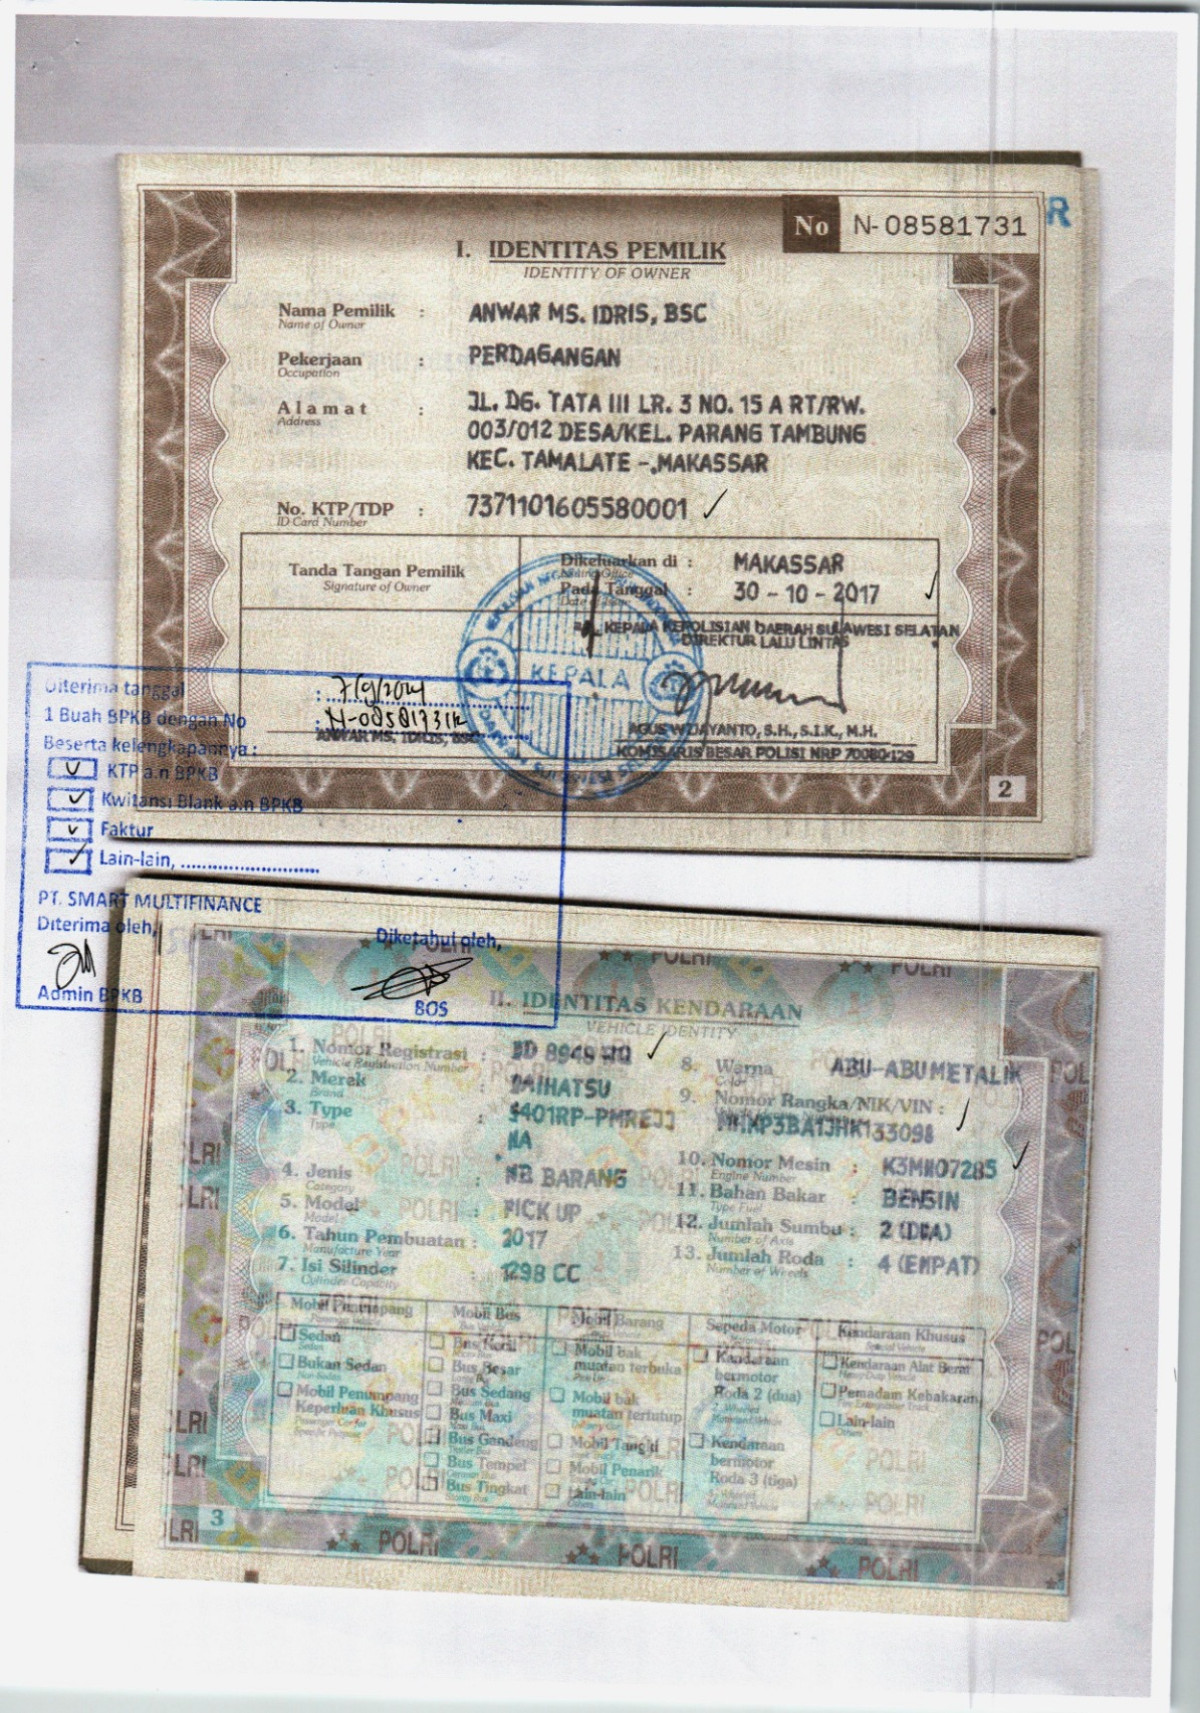 No N-08581731 R
I. IDENTITAS PEMILIK
IDENTITY OF OWNER
Nama Pemilik : ANWAR MS. IDRIS, BSC
Name of Owner
Pekerjaan : PERDAGANGAN
Occupation
Alamat : JL. DG. TATA III LR. 3 NO. 15 A RT/RW.
Address
003/012 DESA/KEL. PARANG TAMBUNG
KEC. TAMALATE - MAKASSAR
No. KTP/TDP : 7371101605580001
ID Card Number
Tanda Tangan Pemilik
Signature of Owner
Dikeluarkan di : MAKASSAR
Pada Tanggal : 30 - 10 - 2017
KEPALA KEPOLISIAN DAERAH SULAWESI SELATAN
DIREKTUR LALU LINTAS
KEPALA
ANWAR MS. IDRIS, BSC
AGUS WIJAYANTO, S.H., S.I.K., M.H.
KOMISARIS BESAR POLISI NRP
2
Diterima tanggal :
1 Buah BPKB dengan No : N-08581731R
Beserta kelengkapannya :
KTP a.n BPKB
Kwitansi Blank a.n BPKB
Faktur
Lain-lain, ........................
PT. SMART MULTIFINANCE
Diterima oleh, Diketahui oleh,
Admin BPKB BOS
II. IDENTITAS KENDARAAN
VEHICLE IDENTITY
1. Nomor Registrasi :
Vehicle Registration Number
2. Merek : DAIHATSU
Brand
3. Type : S401RP-PMREJJ
Type
HA
4. Jenis : MB BARANG
Category
5. Model : PICK UP
Model
6. Tahun Pembuatan : 2017
Manufacture Year
7. Isi Silinder : 1298 CC
Cylinder Capacity
8. Warna : ABU-ABU METALIK
Color
9. Nomor Rangka/NIK/VIN :
MHKP3BA1JHK133098
10. Nomor Mesin : K3MH07285
Engine Number
11. Bahan Bakar : BENSIN
Type Fuel
12. Jumlah Sumbu : 2 (DUA)
Number of Axis
13. Jumlah Roda : 4 (EMPAT)
Number of Wheels
Mobil Penumpang
Sedan
Bukan Sedan
Mobil Penumpang
Keperluan Khusus
Mobil Bus
Bus Kecil
Bus Besar
Bus Sedang
Bus Maxi
Bus Gandeng
Bus Tempel
Bus Tingkat
Mobil Barang
Mobil bak
muatan terbuka
Mobil bak
muatan tertutup
Mobil Tangki
Mobil Penarik
Lain-lain
Sepeda Motor
Kendaraan
bermotor
Roda 2 (dua)
Kendaraan
bermotor
Roda 3 (tiga)
Kendaraan Khusus
Kendaraan Alat Berat
Pemadam Kebakaran
Lain-lain
3
POLRI POLRI POLRI